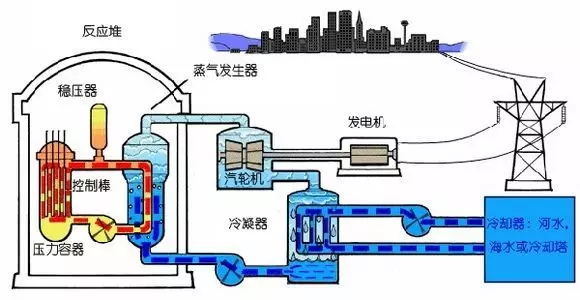 反应堆
稳压器
蒸气发生器
发电机
控制棒
汽轮机
压力容器
冷凝器
冷却器：河水，
海水或冷却塔